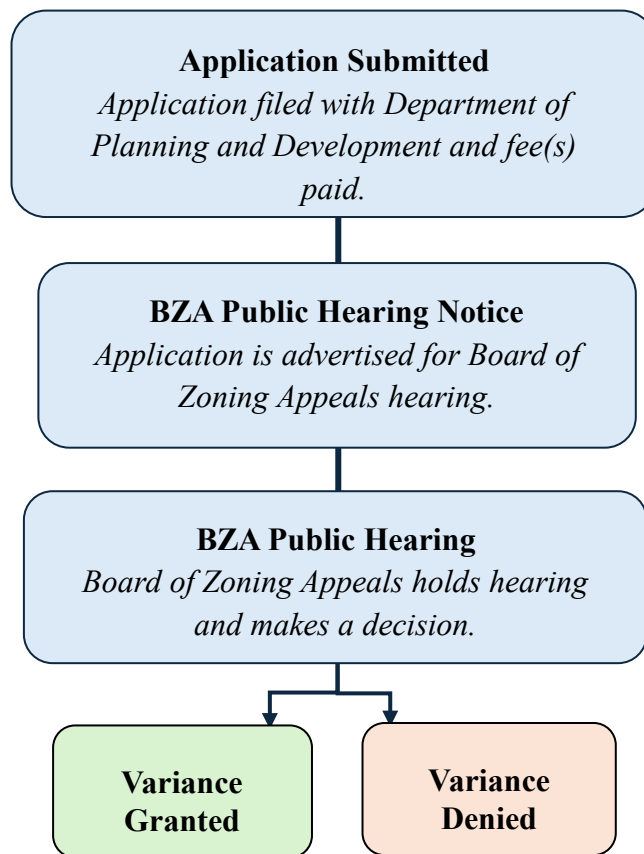 Application Submitted
Application filed with Department of
Planning and Development and fee(s)
paid.
BZA Public Hearing Notice
Application is advertised for Board of
Zoning Appeals hearing.
BZA Public Hearing
Board of Zoning Appeals holds hearing
and makes a decision.
Variance
Granted
Variance
Denied